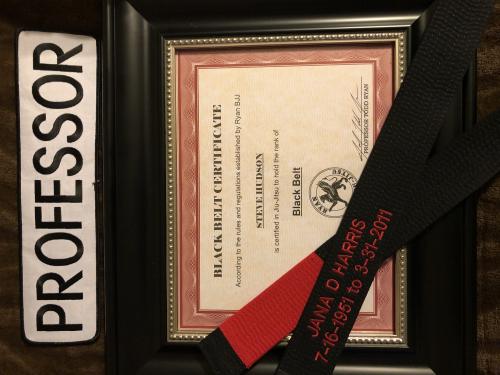 PROFESSOR
BLACK BELT CERTIFICATE
According to the rules and regulations established by Ryan BJJ
STEVE HUDSON
is certified in Jiu-Jitsu to hold the rank of
Black Belt
RYAN
PROFESSOR TODD RYAN
JANA D HARRIS
7-16-1951 to 3-31-2011